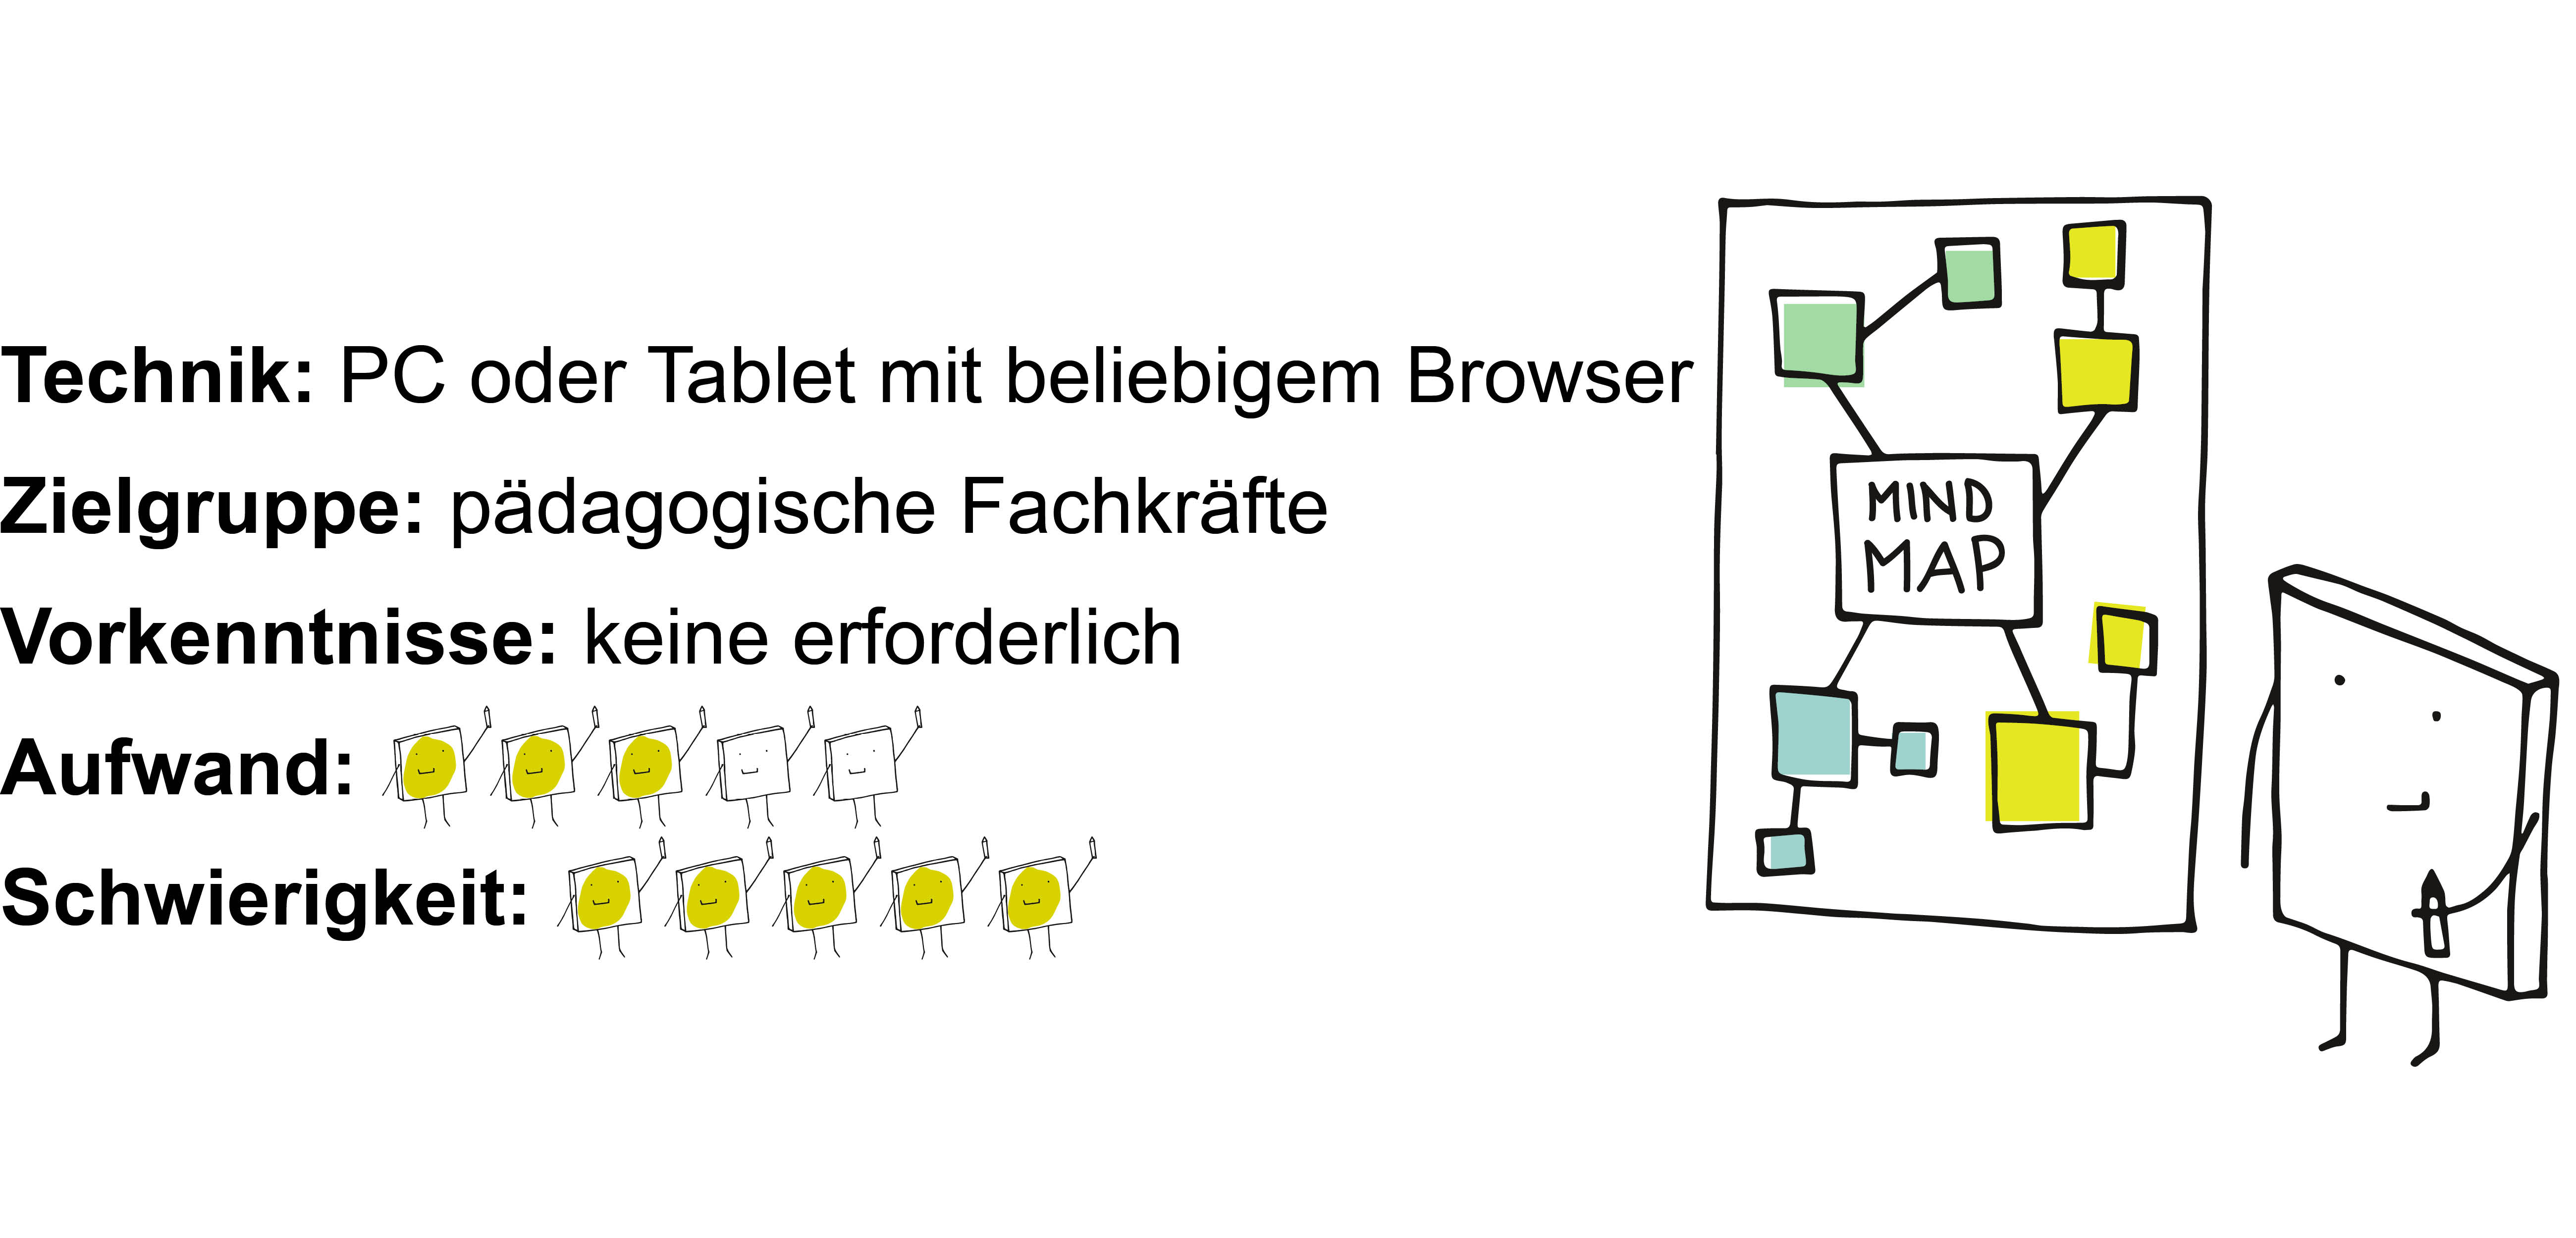 Technik: PC oder Tablet mit beliebigem Browser
Zielgruppe: pädagogische Fachkräfte
Vorkenntnisse: keine erforderlich
Aufwand:
Schwierigkeit:
MIND
MAP